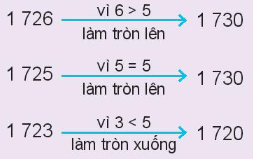 1 726 vì 6 > 5 1 730
làm tròn lên
1 725 vì 5 = 5 1 730
làm tròn lên
1 723 vì 3 < 5 1 720
làm tròn xuống